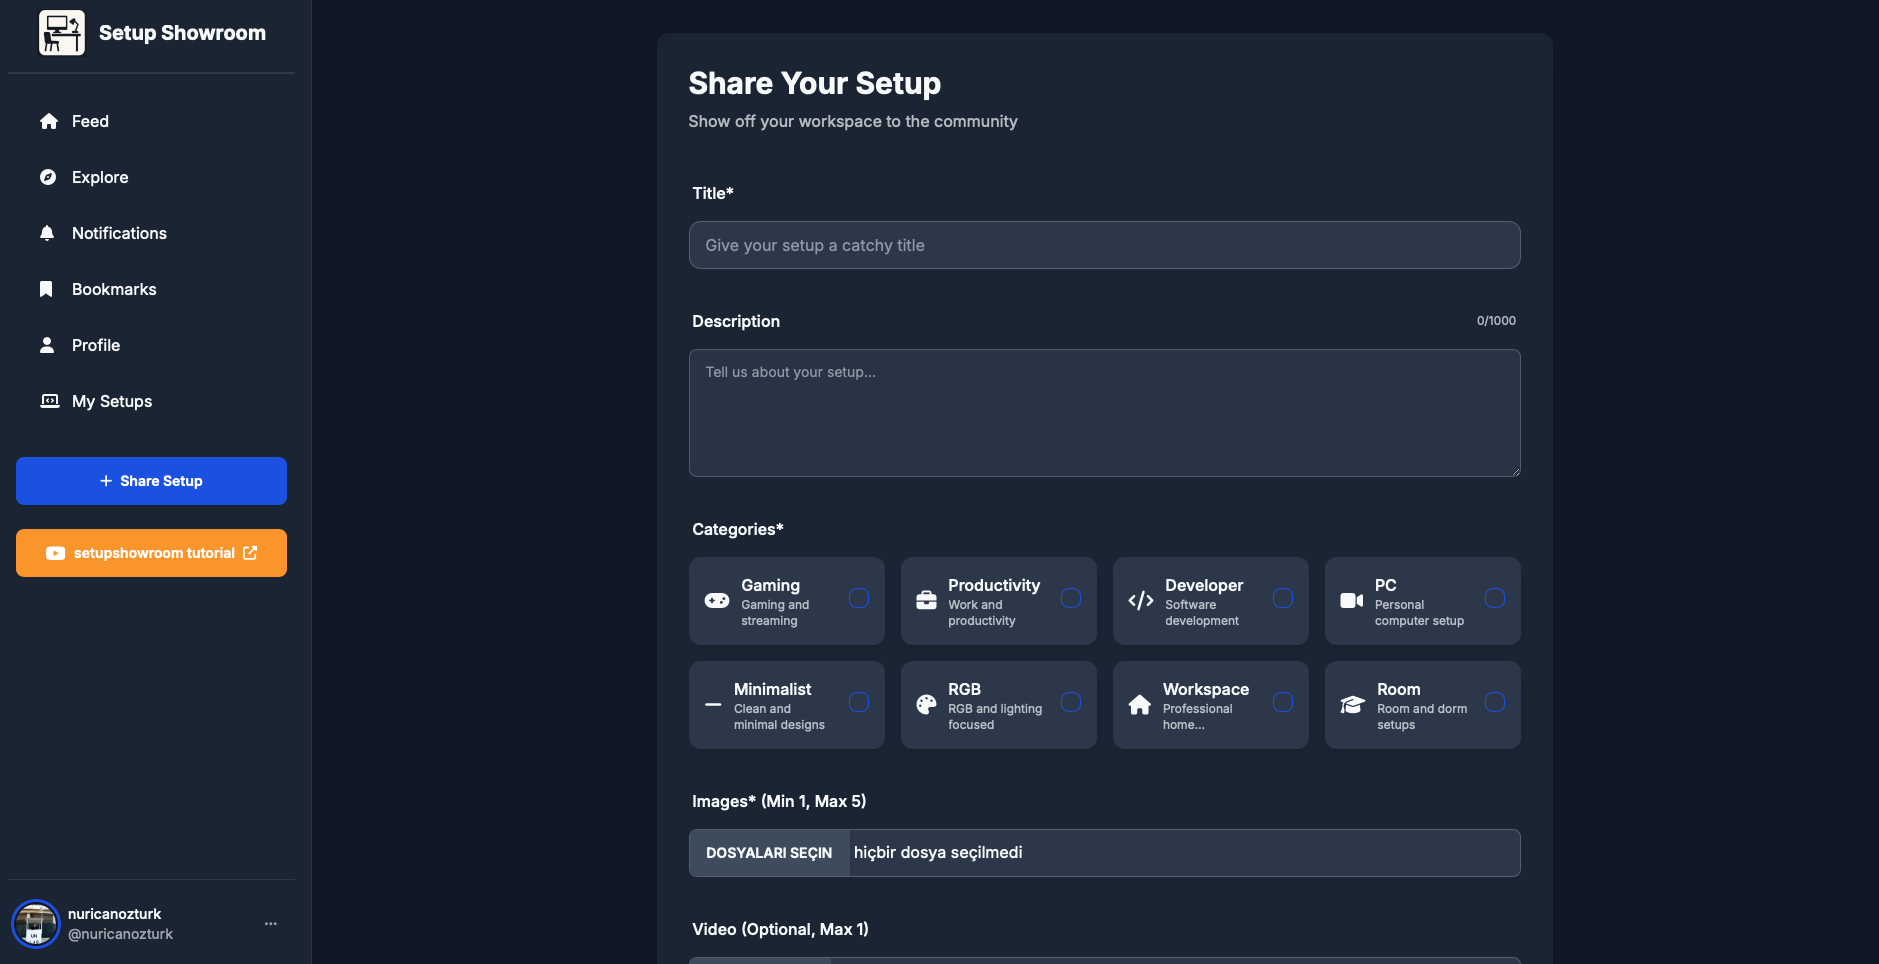 Setup Showroom
Feed
Explore
Notifications
Bookmarks
Profile
My Setups
+ Share Setup
setupshowroom tutorial
nuricanozturk
@nuricanozturk
...
Share Your Setup
Show off your workspace to the community
Title*
Give your setup a catchy title
Description
0/1000
Tell us about your setup...
Categories*
Gaming
Gaming and
streaming
Productivity
Work and
productivity
Developer
Software
development
PC
Personal
computer setup
Minimalist
Clean and
minimal designs
RGB
RGB and lighting
focused
Workspace
Professional
home...
Room
Room and dorm
setups
Images* (Min 1, Max 5)
DOSYALARI SEÇIN hiçbir dosya seçilmedi
Video (Optional, Max 1)